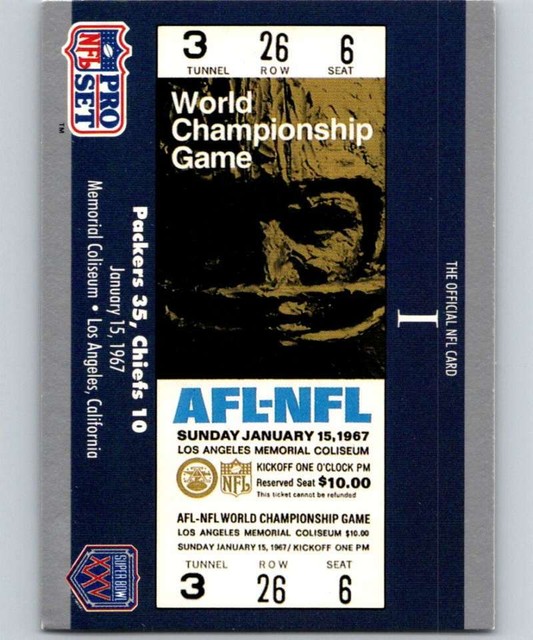 3 26 6
TUNNEL ROW SEAT
World
Championship
Game
AFL-NFL
SUNDAY JANUARY 15, 1967
LOS ANGELES MEMORIAL COLISEUM
KICKOFF ONE O'CLOCK PM
NFL
Reserved Seat $10.00
This ticket cannot be refunded
AFL-NFL WORLD CHAMPIONSHIP GAME
LOS ANGELES MEMORIAL COLISEUM $10.00
SUNDAY JANUARY 15, 1967/ KICKOFF ONE PM
TUNNEL ROW SEAT
3 26 6
THE OFFICIAL NFL CARD
I
PRO
NFL
SET
TM
Packers 35, Chiefs 10
January 15, 1967
Memorial Coliseum • Los Angeles, California
SUPER BOWL
XXV